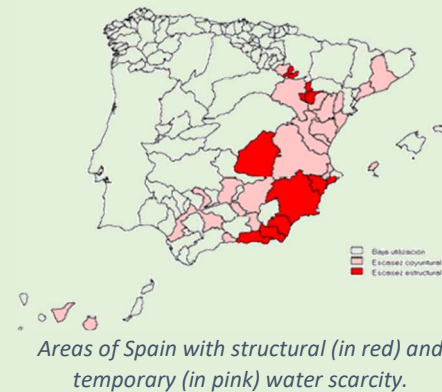 Baja utilización
Escasez coyuntural
Escasez estructural
Areas of Spain with structural (in red) and
temporary (in pink) water scarcity.